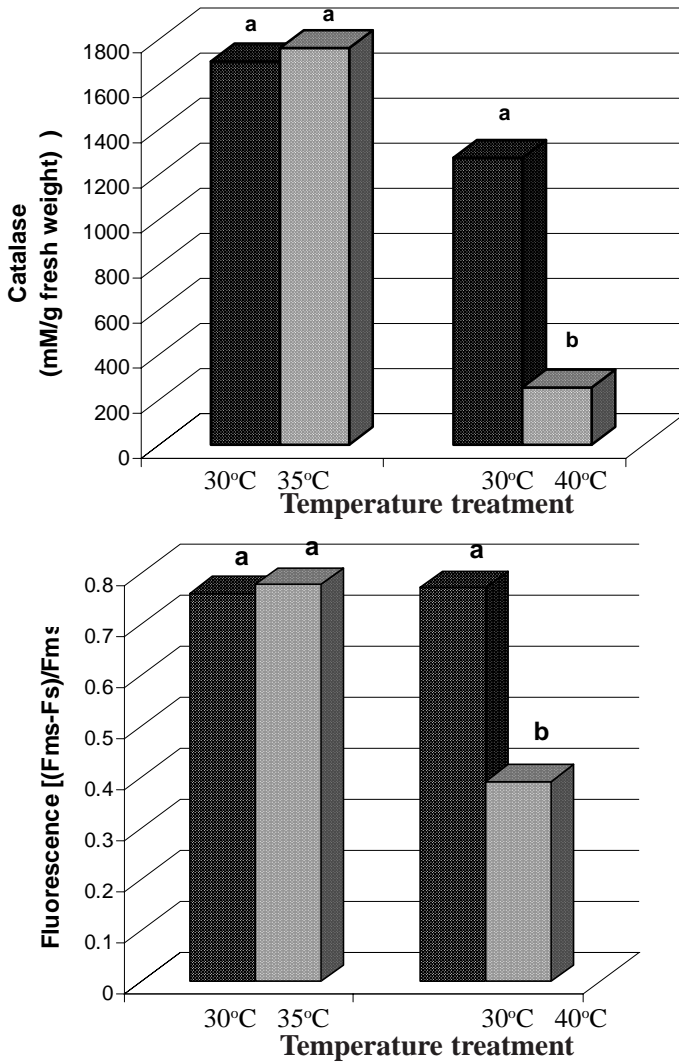 a a
a
b
1800
1600
1400
1200
1000
800
600
400
200
0
Catalase
(mM/g fresh weight) )
30°C 35°C 30°C 40°C
Temperature treatment
a a a
b
0.8
0.7
0.6
0.5
0.4
0.3
0.2
0.1
0
Fluorescence [(Fms-Fs)/Fms
30°C 35°C 30°C 40°C
Temperature treatment